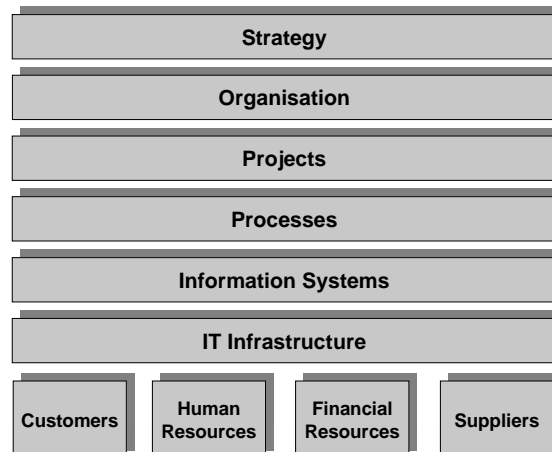 Strategy
Organisation
Projects
Processes
Information Systems
IT Infrastructure
Customers
Human
Resources
Financial
Resources
Suppliers